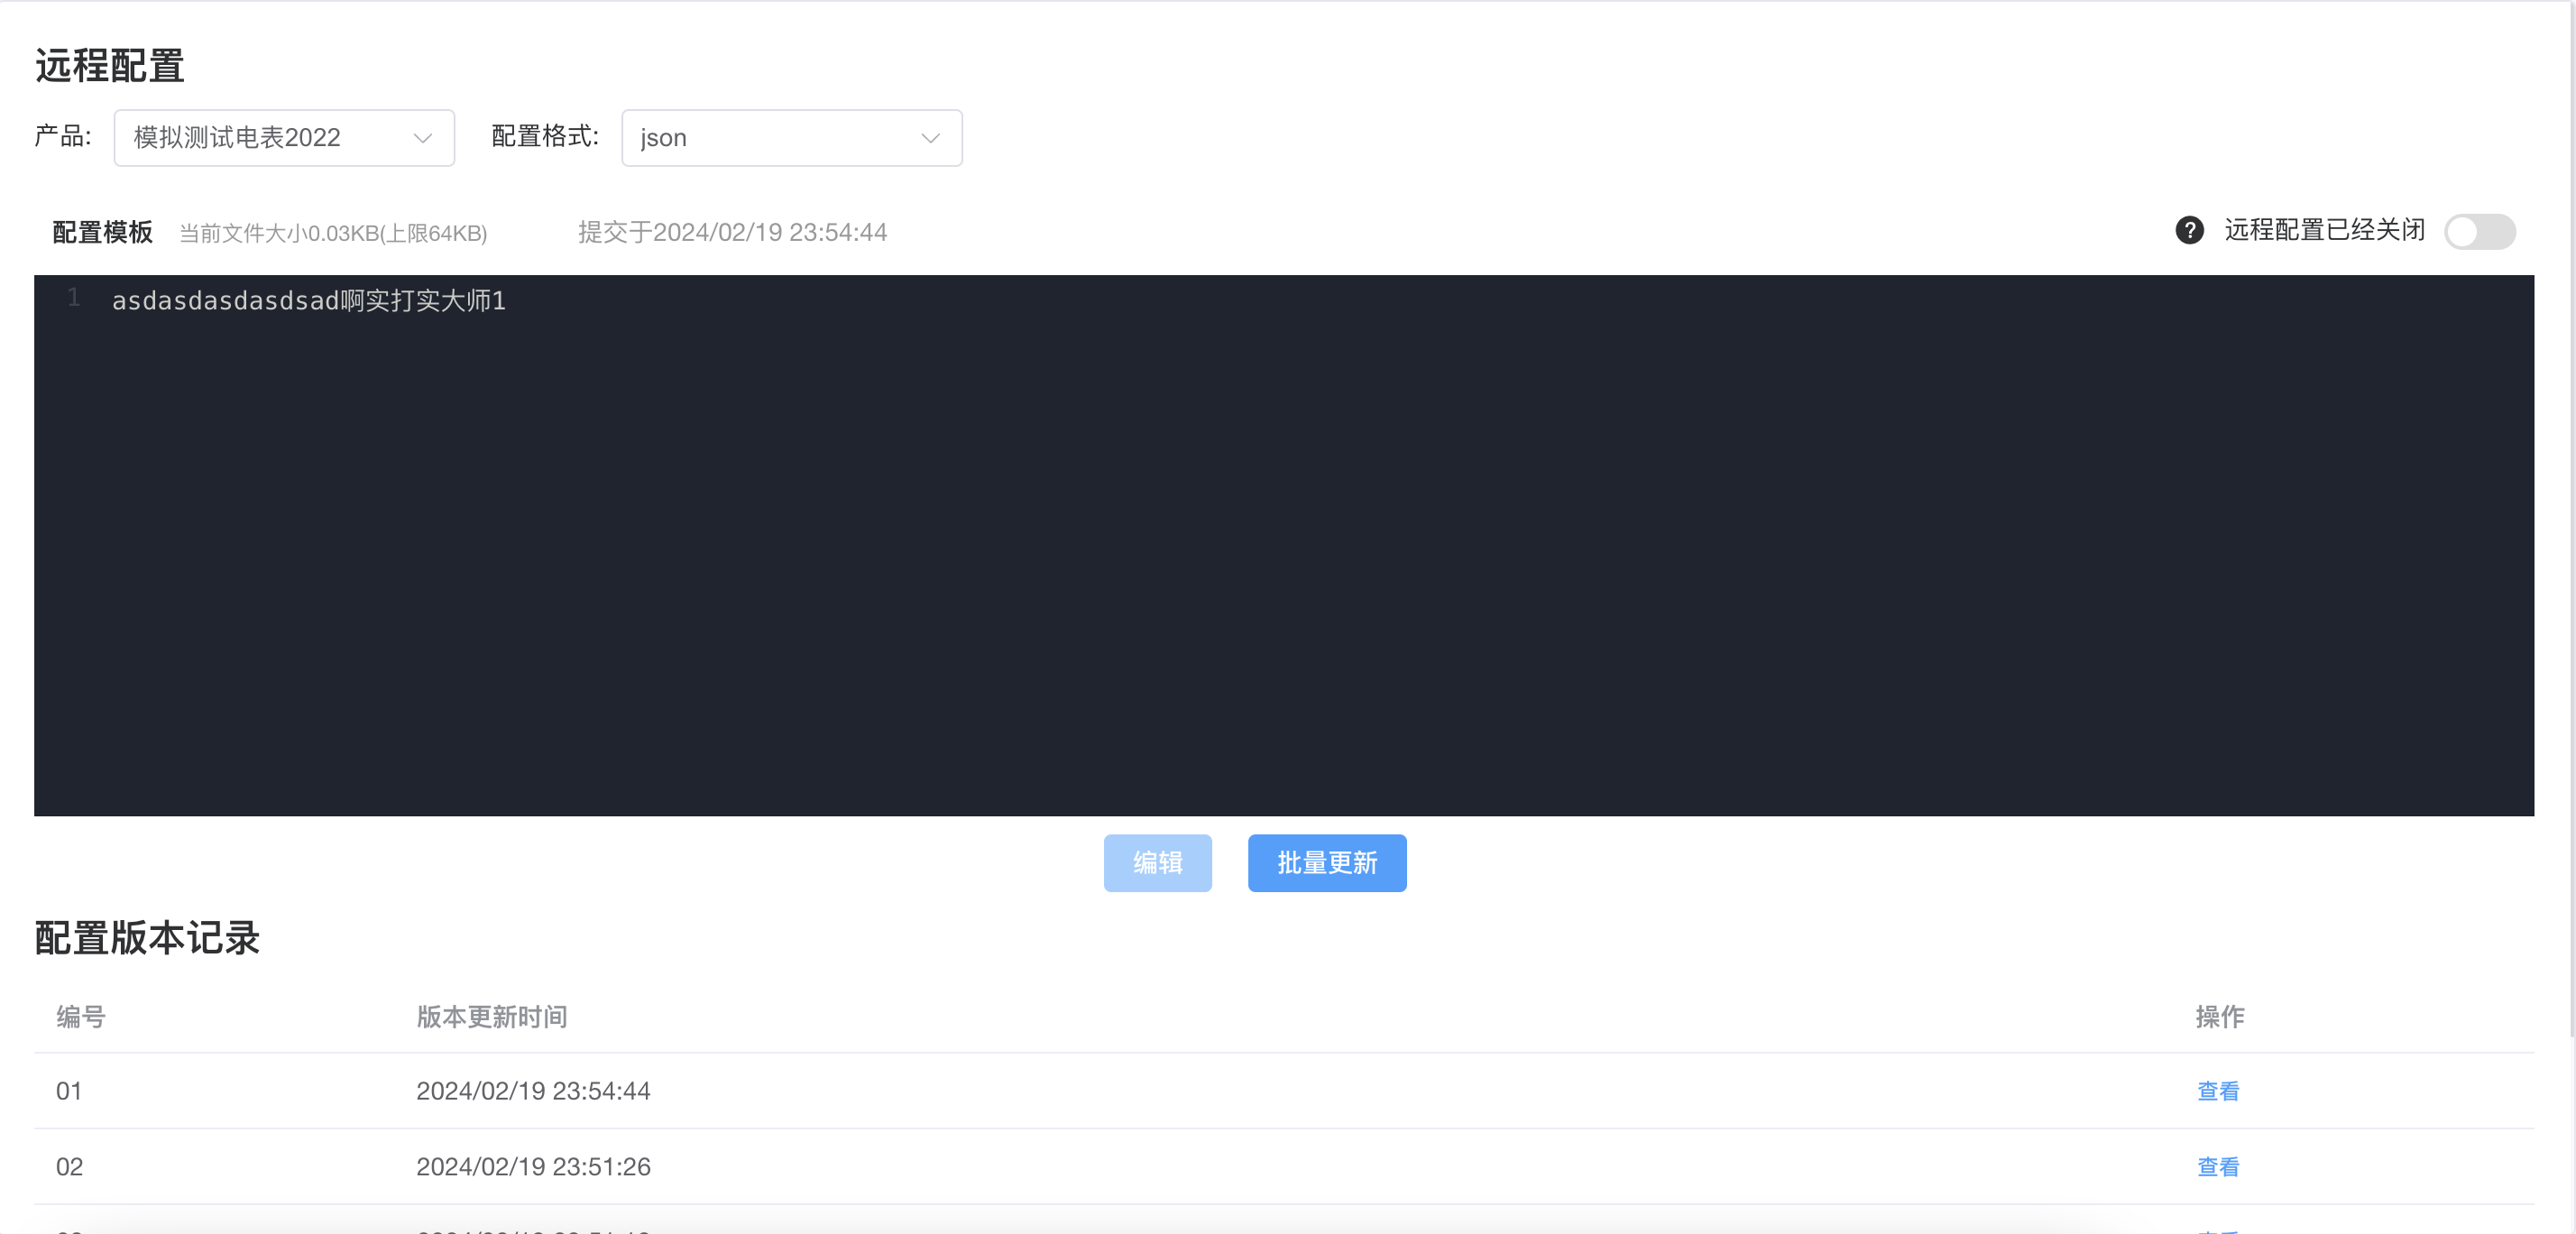 远程配置
产品: 模拟测试电表2022 配置格式: json
配置模板 当前文件大小0.03KB(上限64KB) 提交于2024/02/19 23:54:44 ? 远程配置已经关闭
1 asdasdasdasdsad啊实打实大师1
编辑 批量更新
配置版本记录
编号 版本更新时间 操作
01 2024/02/19 23:54:44 查看
02 2024/02/19 23:51:26 查看